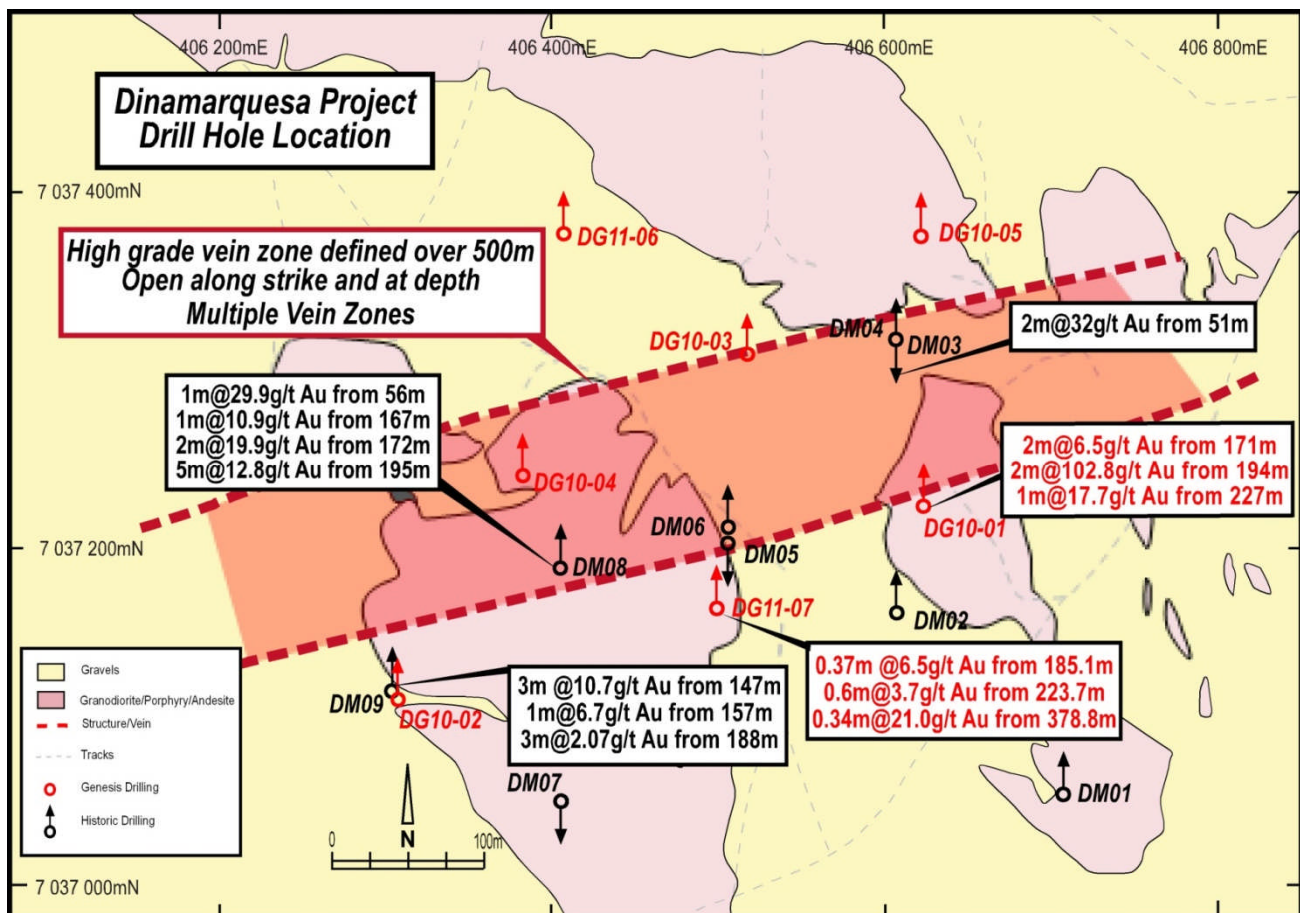 406 200mE
406 400mE
406 600mE
406 800mE
Dinamarquesa Project
Drill Hole Location
7 037 400mN
DG11-06
DG10-05
High grade vein zone defined over 500m
Open along strike and at depth
Multiple Vein Zones
DM04
DM03
2m@32g/t Au from 51m
DG10-03
1m@29.9g/t Au from 56m
1m@10.9g/t Au from 167m
2m@19.9g/t Au from 172m
5m@12.8g/t Au from 195m
DG10-04
2m@6.5g/t Au from 171m
2m@102.8g/t Au from 194m
1m@17.7g/t Au from 227m
DG10-01
7 037 200mN
DM06
DM05
DM08
DG11-07
DM02
Gravels
Granodiorite/Porphyry/Andesite
Structure/Vein
Tracks
Genesis Drilling
Historic Drilling
DM09
DG10-02
3m @10.7g/t Au from 147m
1m@6.7g/t Au from 157m
3m@2.07g/t Au from 188m
0.37m @6.5g/t Au from 185.1m
0.6m@3.7g/t Au from 223.7m
0.34m@21.0g/t Au from 378.8m
DM07
DM01
N
0
100m
7 037 000mN